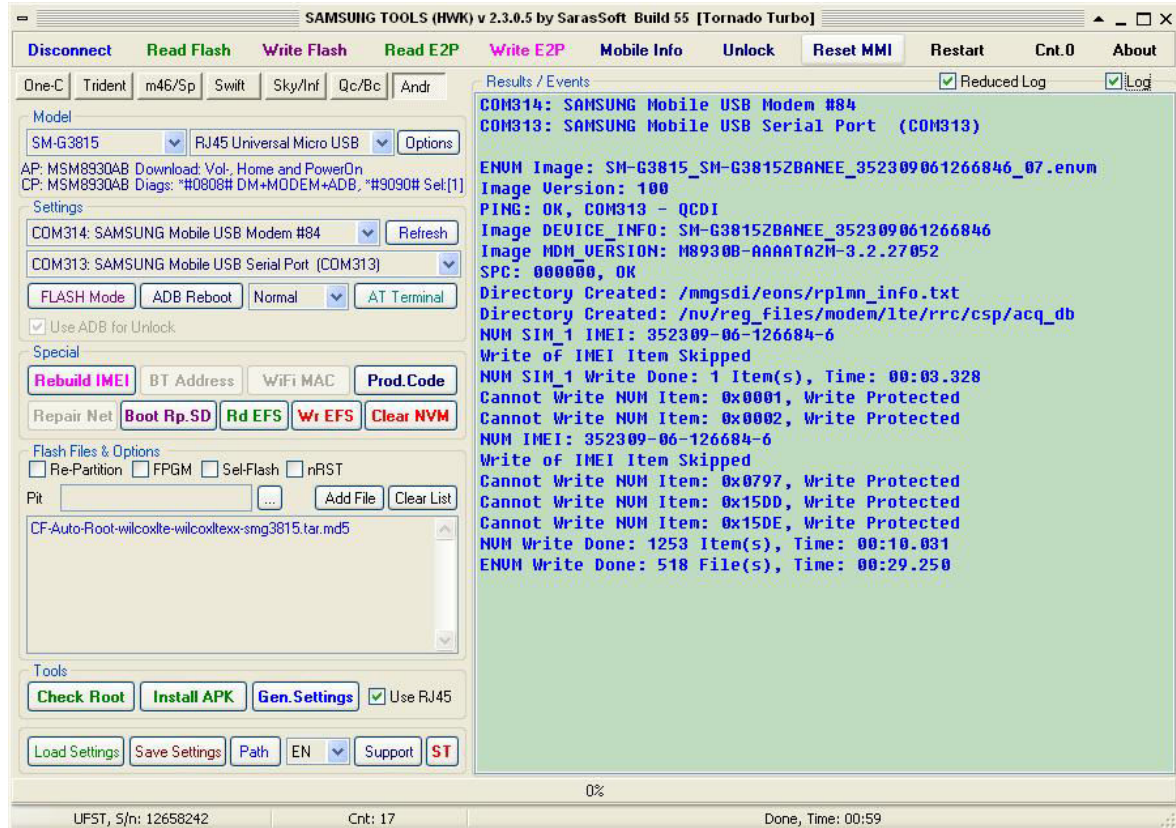 SAMSUNG TOOLS (HWK) v 2.3.0.5 by SarasSoft Build 55 [Tornado Turbo]
Disconnect Read Flash Write Flash Read E2P Write E2P Mobile Info Unlock Reset MMI Restart Cnt.0 About
One-C Trident m46/Sp Swift Sky/Inf Qc/Bc Andr
Model
SM-G3815 RJ45 Universal Micro USB Options
AP: MSM8930AB Download: Vol-, Home and PowerOn
CP: MSM8930AB Diags: *#0808# DM+MODEM+ADB, *#9090# Sel:[1]
Settings
COM314: SAMSUNG Mobile USB Modem #84 Refresh
COM313: SAMSUNG Mobile USB Serial Port (COM313)
FLASH Mode ADB Reboot Normal AT Terminal
Use ADB for Unlock
Special
Rebuild IMEI BT Address WiFi MAC Prod.Code
Repair Net Boot Rp.SD Rd EFS Wr EFS Clear NVM
Flash Files & Options
Re-Partition FPGM Sel-Flash nRST
Pit ... Add File Clear List
CF-Auto-Root-wilcoxlte-wilcoxltexx-smg3815.tar.md5
Tools
Check Root Install APK Gen.Settings Use RJ45
Load Settings Save Settings Path EN Support ST
Results / Events Reduced Log Log
COM314: SAMSUNG Mobile USB Modem #84
COM313: SAMSUNG Mobile USB Serial Port (COM313)
ENVM Image: SM-G3815_SM-G3815ZBANEE_352309061266846_07.envm
Image Version: 100
PING: OK, COM313 - QCDI
Image DEVICE_INFO: SM-G3815ZBANEE_352309061266846
Image MDM_VERSION: M8930B-AAAATAZM-3.2.27052
SPC: 000000, OK
Directory Created: /mmgsdi/eons/rplmn_info.txt
Directory Created: /nv/reg_files/modem/lte/rrc/csp/acq_db
NVM SIM_1 IMEI: 352309-06-126684-6
Write of IMEI Item Skipped
NVM SIM_1 Write Done: 1 Item(s), Time: 00:03.328
Cannot Write NVM Item: 0x0001, Write Protected
Cannot Write NVM Item: 0x0002, Write Protected
NVM IMEI: 352309-06-126684-6
Write of IMEI Item Skipped
Cannot Write NVM Item: 0x0797, Write Protected
Cannot Write NVM Item: 0x15DD, Write Protected
Cannot Write NVM Item: 0x15DE, Write Protected
NVM Write Done: 1253 Item(s), Time: 00:10.031
ENVM Write Done: 518 File(s), Time: 00:29.250
0%
UFST, S/n: 12658242 Cnt: 17 Done, Time: 00:59